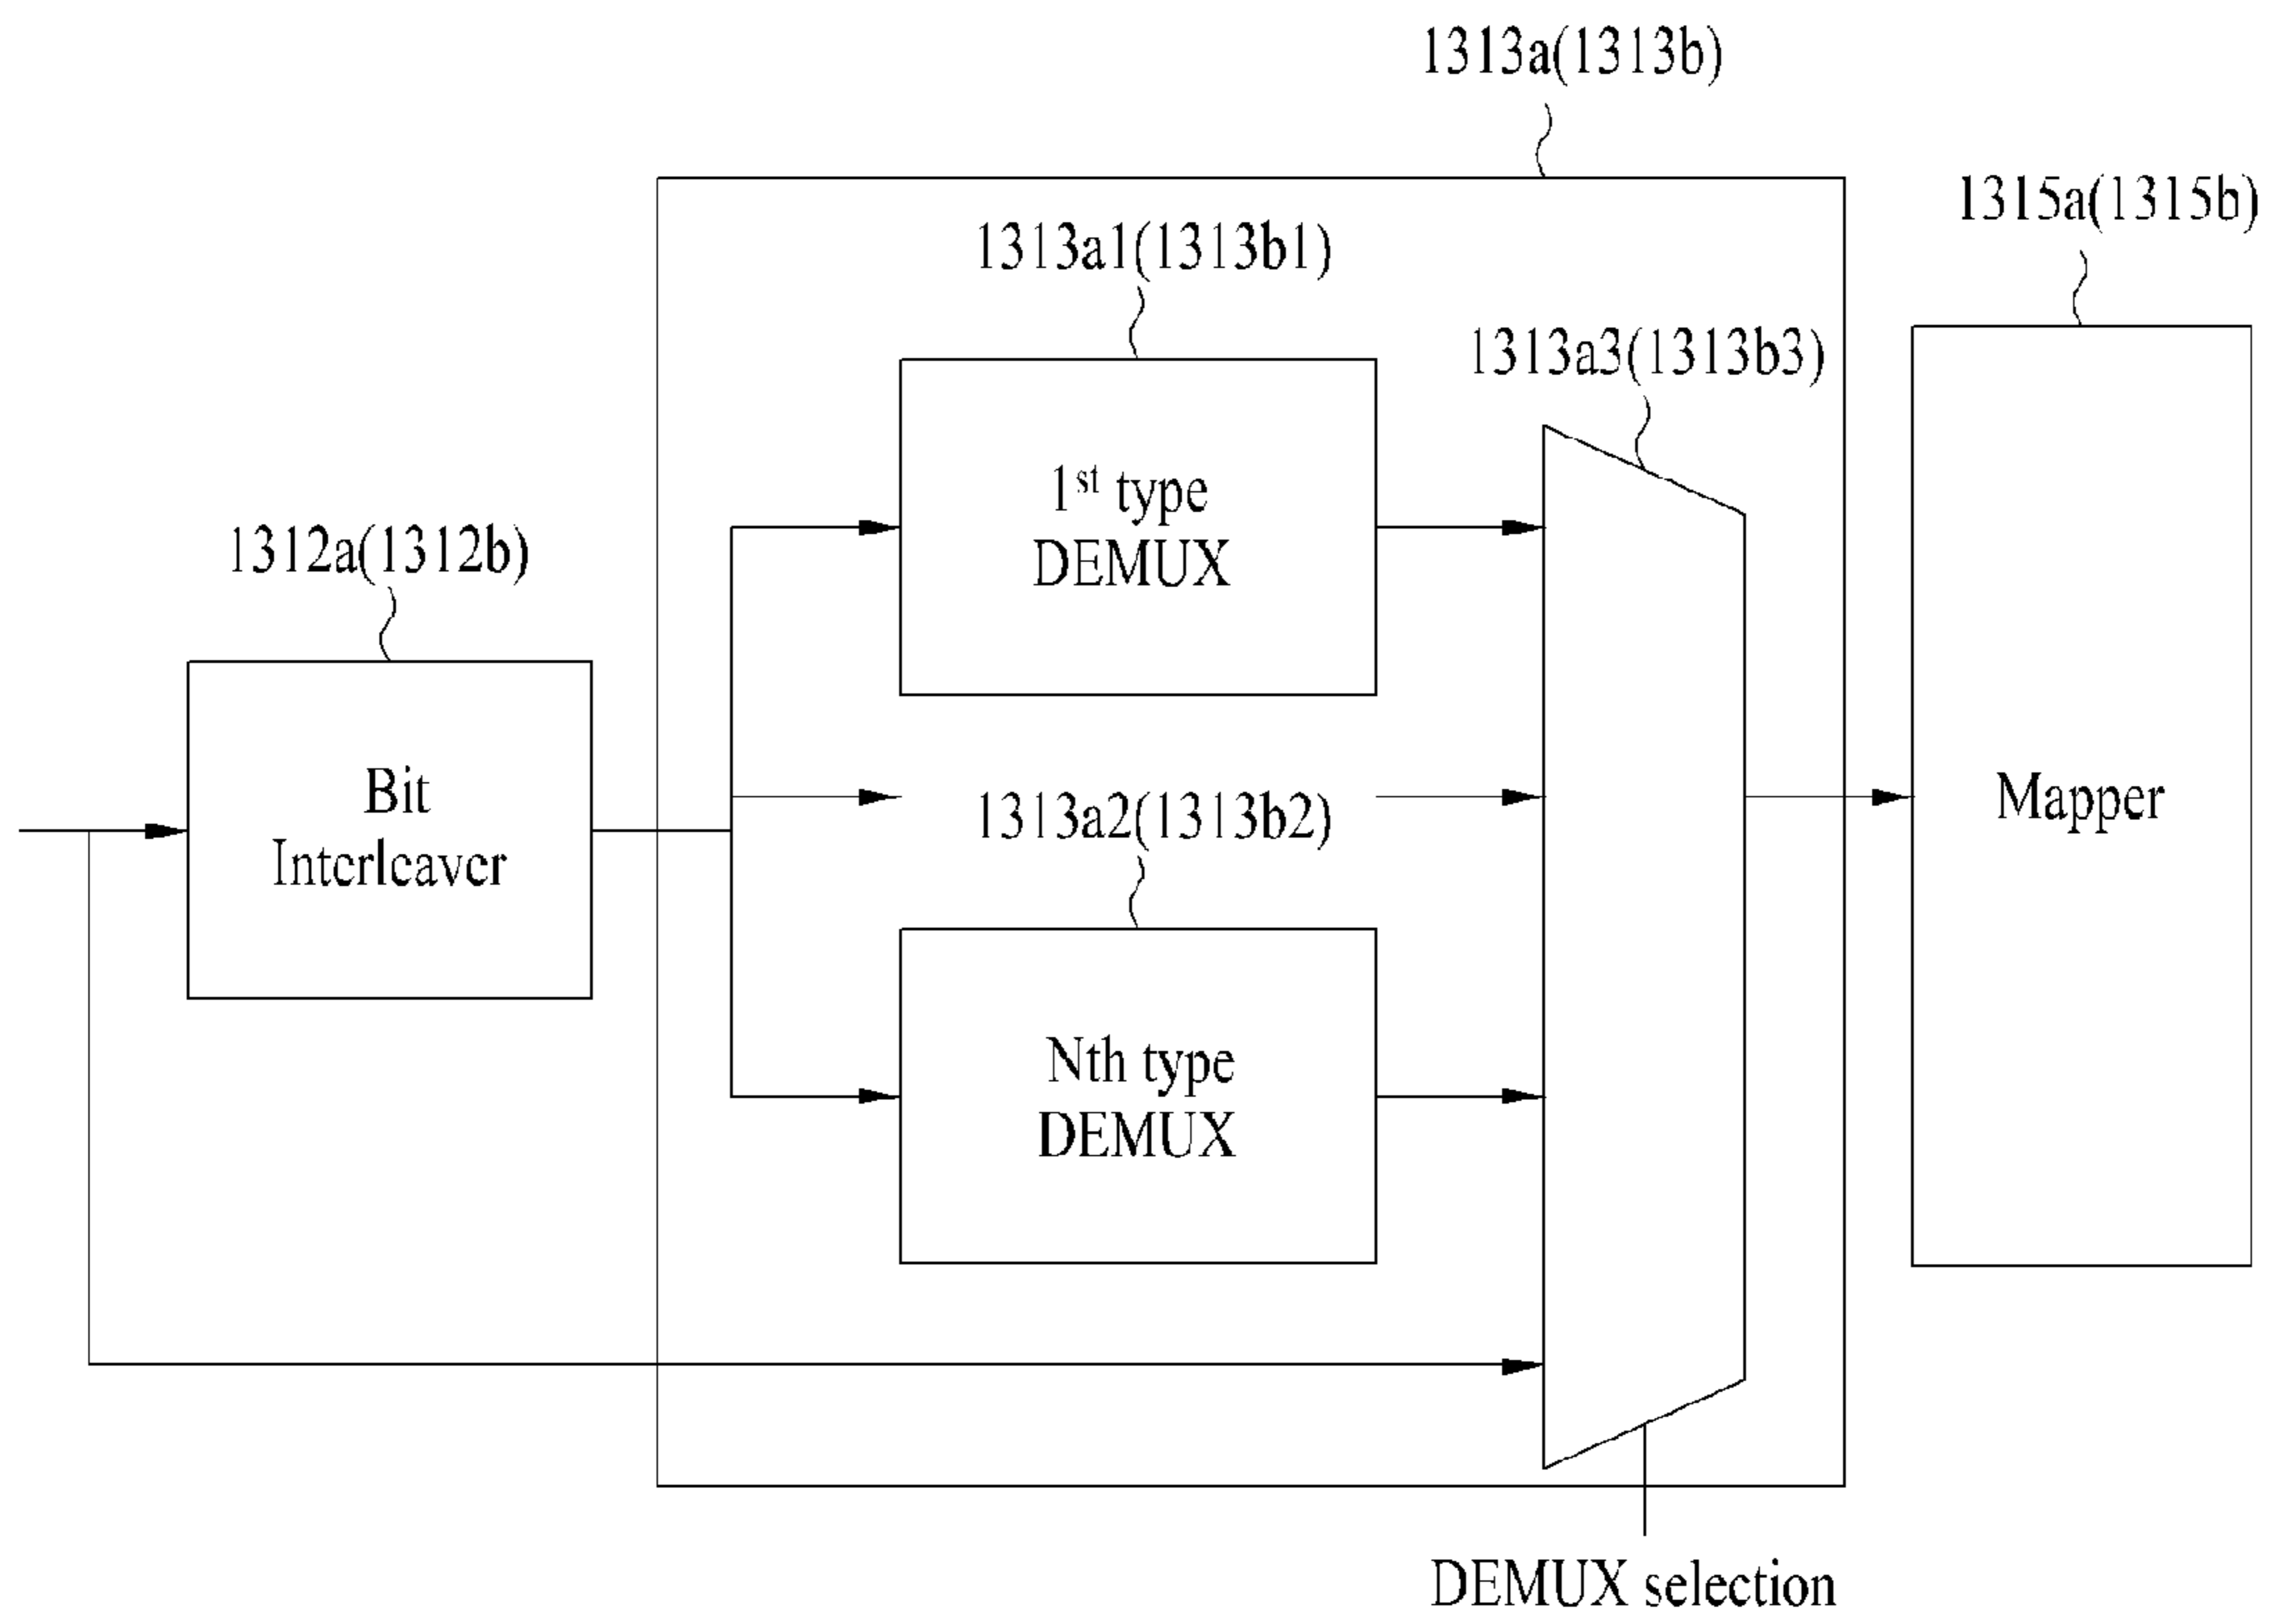 1313a(1313b)
1315a(1315b)
1313a1(1313b1)
1313a3(1313b3)
1st type
DEMUX
1312a(1312b)
Bit
Interleaver
1313a2(1313b2)
Mapper
Nth type
DEMUX
DEMUX selection